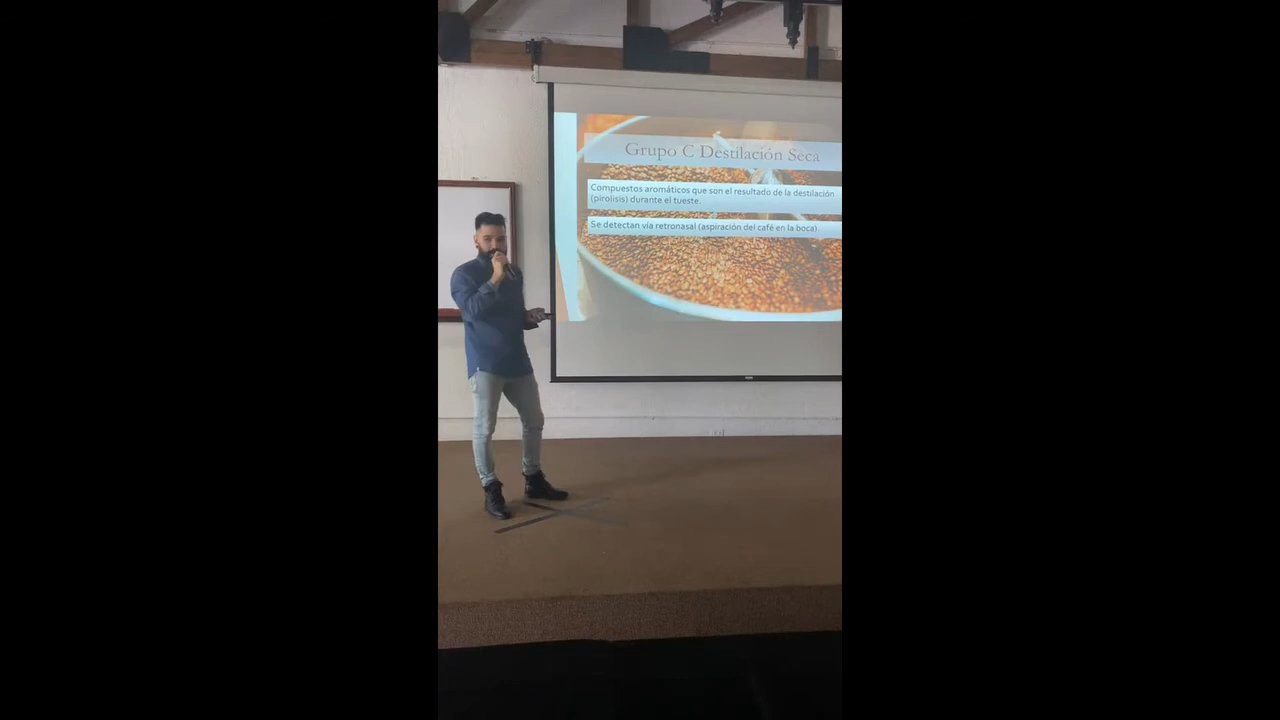 Grupo C Destilación Seca
Compuestos aromáticos que son el resultado de la destilación
(pirolisis) durante el tueste.
Se detectan vía retronasal (aspiración del café en la boca).